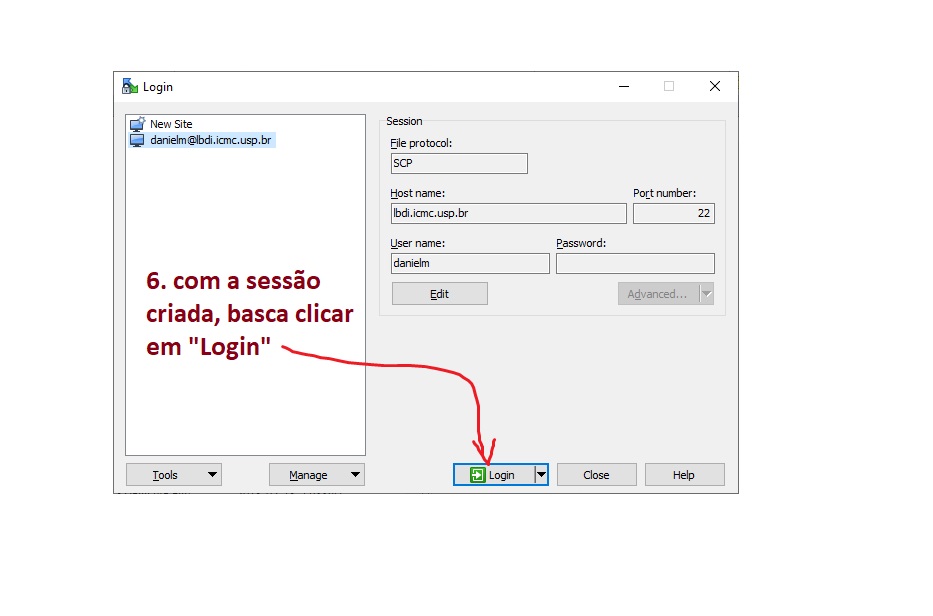 Login
New Site
danielm@lbdi.icmc.usp.br
Session
File protocol:
SCP
Host name:
Port number:
lbdi.icmc.usp.br
22
User name:
Password:
danielm
Edit
Advanced...
6. com a sessão
criada, basca clicar
em "Login"
Tools
Manage
Login
Close
Help